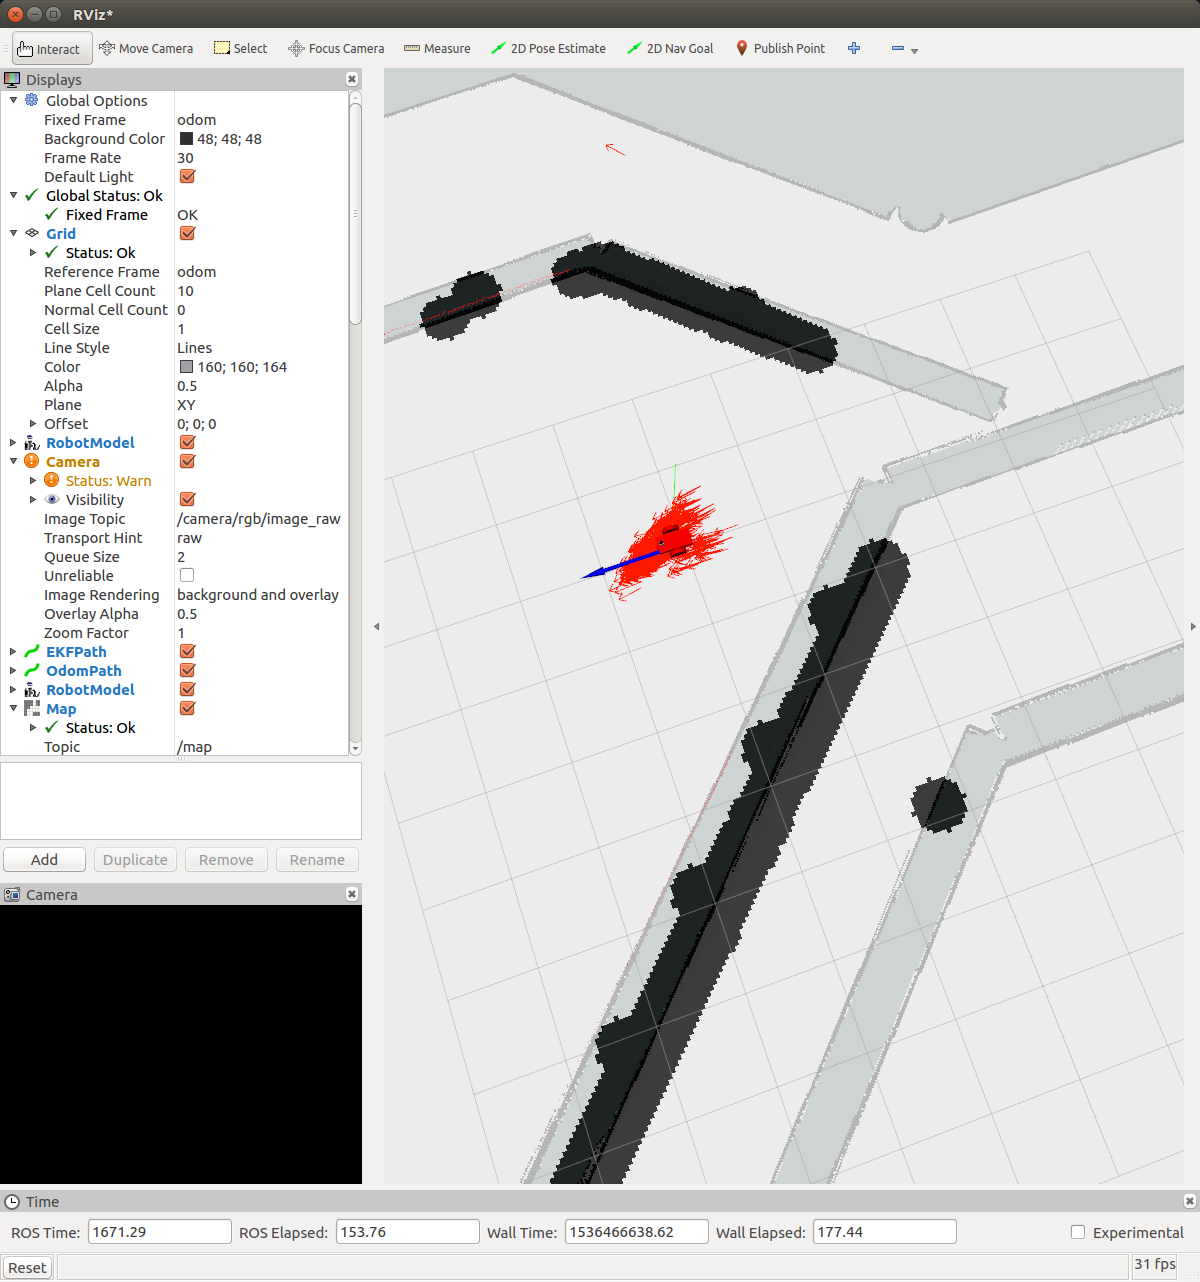 RViz*
Interact Move Camera Select Focus Camera Measure 2D Pose Estimate 2D Nav Goal Publish Point
Displays
Global Options
Fixed Frame odom
Background Color 48; 48; 48
Frame Rate 30
Default Light
Global Status: Ok
Fixed Frame OK
Grid
Status: Ok
Reference Frame odom
Plane Cell Count 10
Normal Cell Count 0
Cell Size 1
Line Style Lines
Color 160; 160; 164
Alpha 0.5
Plane XY
Offset 0; 0; 0
RobotModel
Camera
Status: Warn
Visibility
Image Topic /camera/rgb/image_raw
Transport Hint raw
Queue Size 2
Unreliable
Image Rendering background and overlay
Overlay Alpha 0.5
Zoom Factor 1
EKFPath
OdomPath
RobotModel
Map
Status: Ok
Topic /map
Add Duplicate Remove Rename
Camera
Time
ROS Time: 1671.29 ROS Elapsed: 153.76 Wall Time: 1536466638.62 Wall Elapsed: 177.44 Experimental
Reset 31 fps